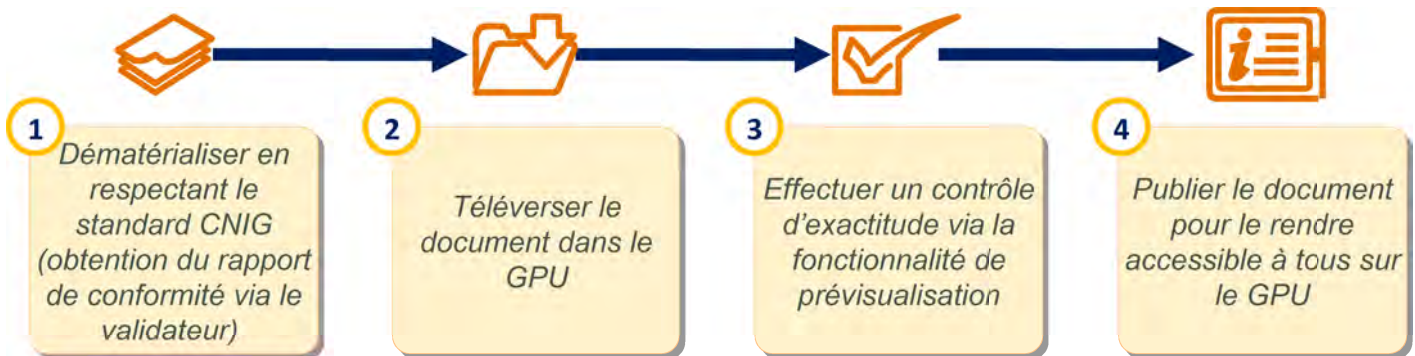 1
Dématérialiser en
respectant le
standard CNIG
(obtention du rapport
de conformité via le
validateur)
2
Téléverser le
document dans le
GPU
3
Effectuer un contrôle
d'exactitude via la
fonctionnalité de
prévisualisation
4
Publier le document
pour le rendre
accessible à tous sur
le GPU